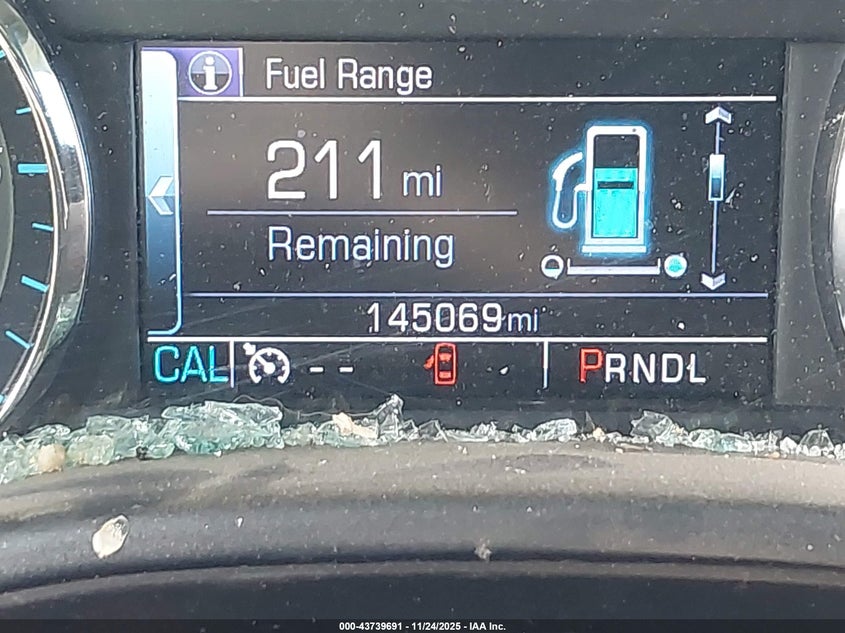 i Fuel Range
211 mi
Remaining
145069mi
CAL -- PRNDL
000-43739691 - 11/24/2025 - IAA Inc.